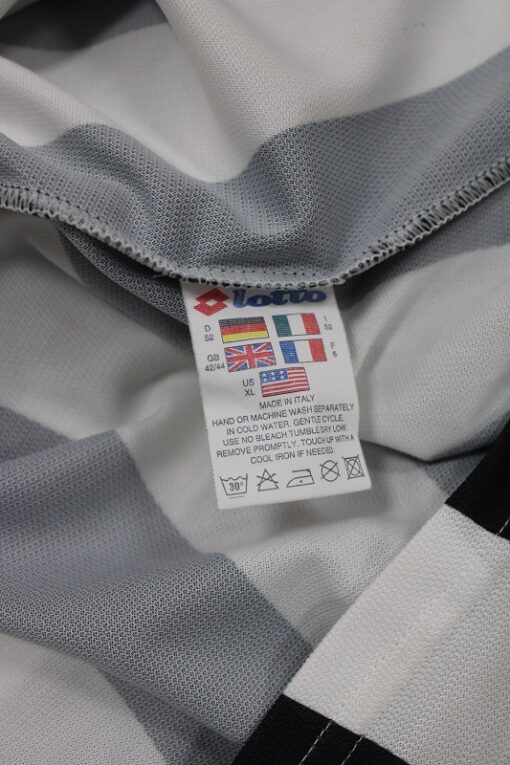 lotto
D 52 I 52
GB 42/44 F 5
US XL
MADE IN ITALY
HAND OR MACHINE WASH SEPARATELY
IN COLD WATER, GENTLE CYCLE.
USE NO BLEACH TUMBLE DRY LOW.
REMOVE PROMPTLY. TOUCH UP WITH A
COOL IRON IF NEEDED.
30°